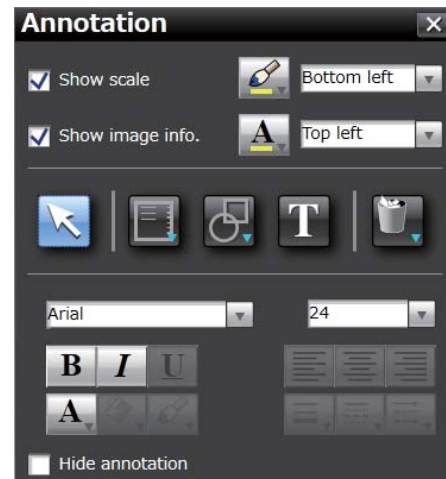 Annotation
Show scale Bottom left
Show image info. A Top left
T
Arial 24
B I U
A
Hide annotation